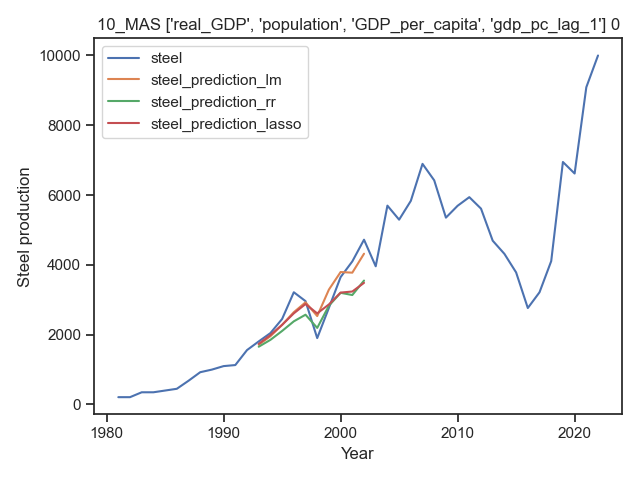 10_MAS ['real_GDP', 'population', 'GDP_per_capita', 'gdp_pc_lag_1'] 0
steel
steel_prediction_lm
steel_prediction_rr
steel_prediction_lasso
Steel production
10000
8000
6000
4000
2000
0
1980
1990
2000
2010
2020
Year